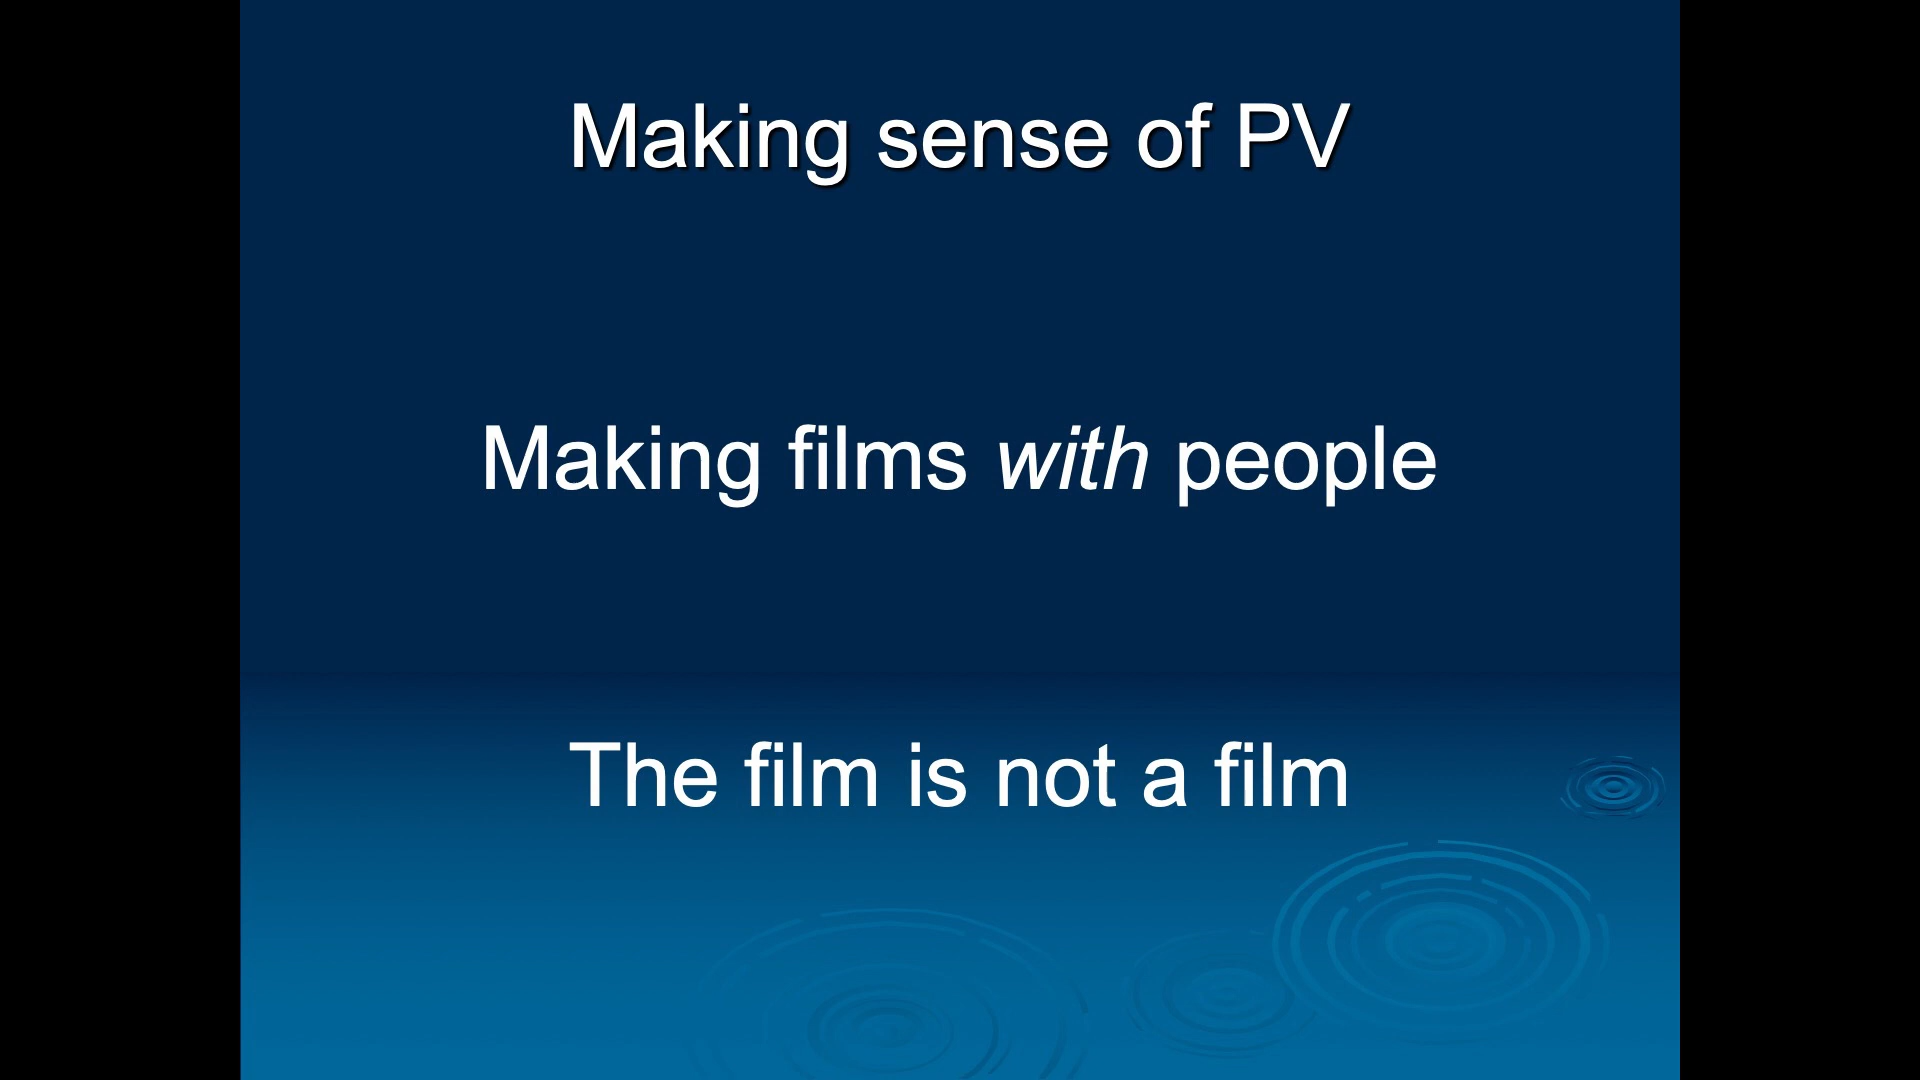 Making sense of PV
Making films with people
The film is not a film